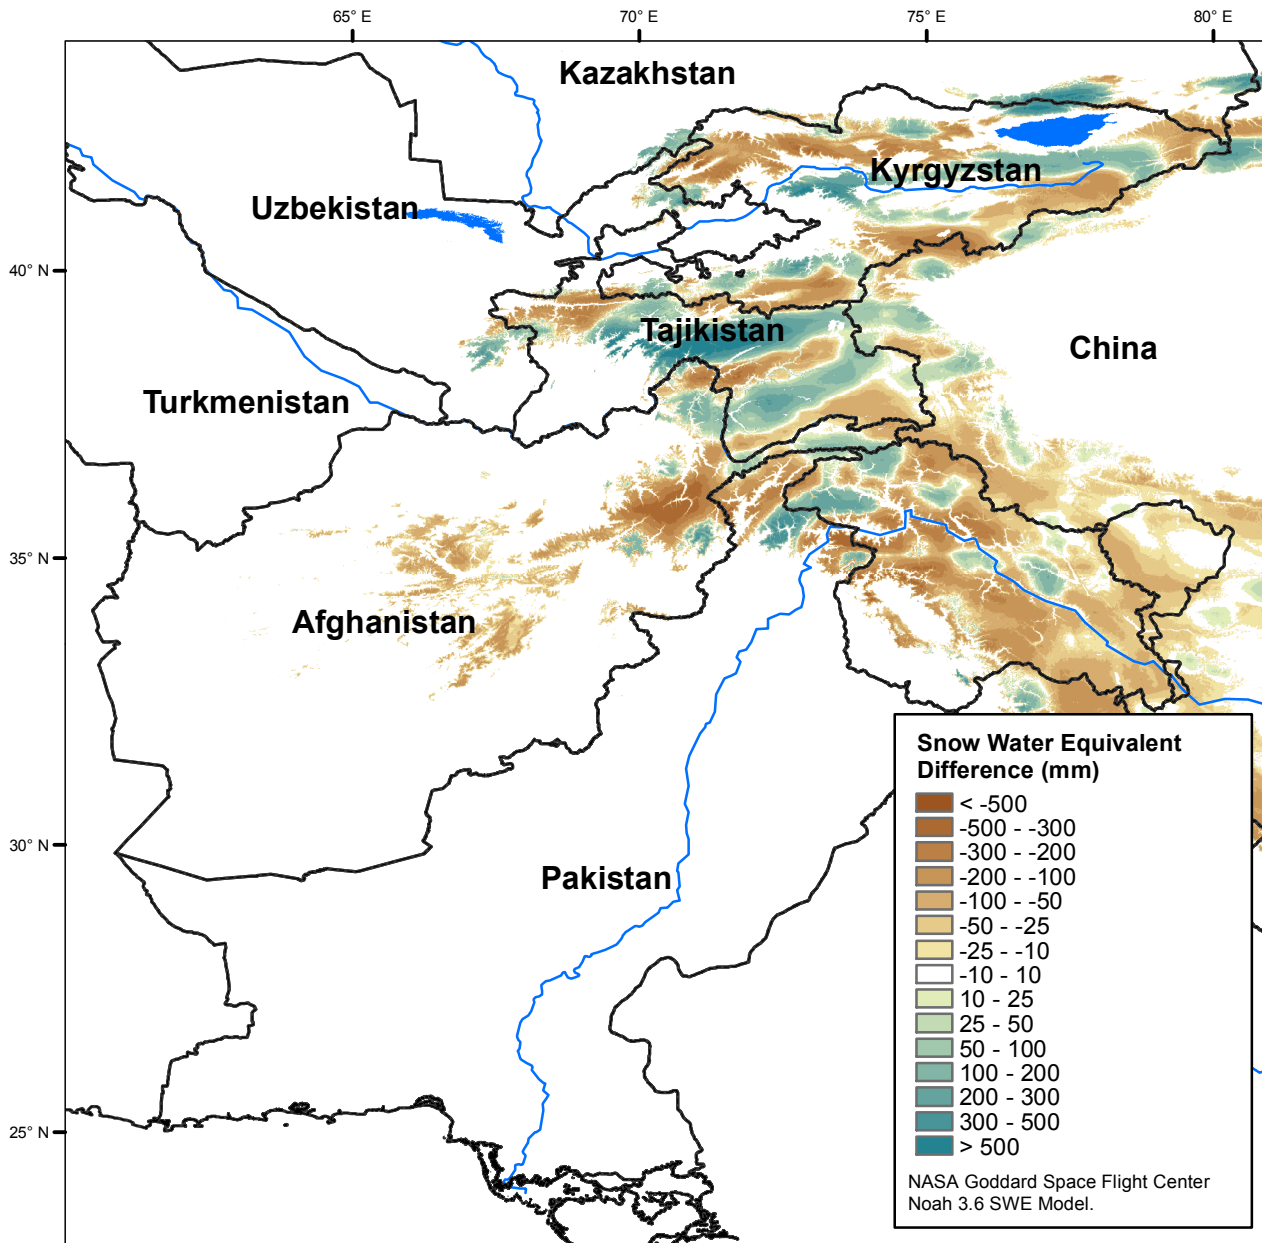 65° E
70° E
75° E
80° E
Kazakhstan
Kyrgyzstan
Uzbekistan
40° N
Tajikistan
China
Turkmenistan
35° N
Afghanistan
Snow Water Equivalent
Difference (mm)
< -500
-500 - -300
-300 - -200
-200 - -100
-100 - -50
-50 - -25
-25 - -10
-10 - 10
10 - 25
25 - 50
50 - 100
100 - 200
200 - 300
300 - 500
> 500
NASA Goddard Space Flight Center
Noah 3.6 SWE Model.
30° N
Pakistan
25° N